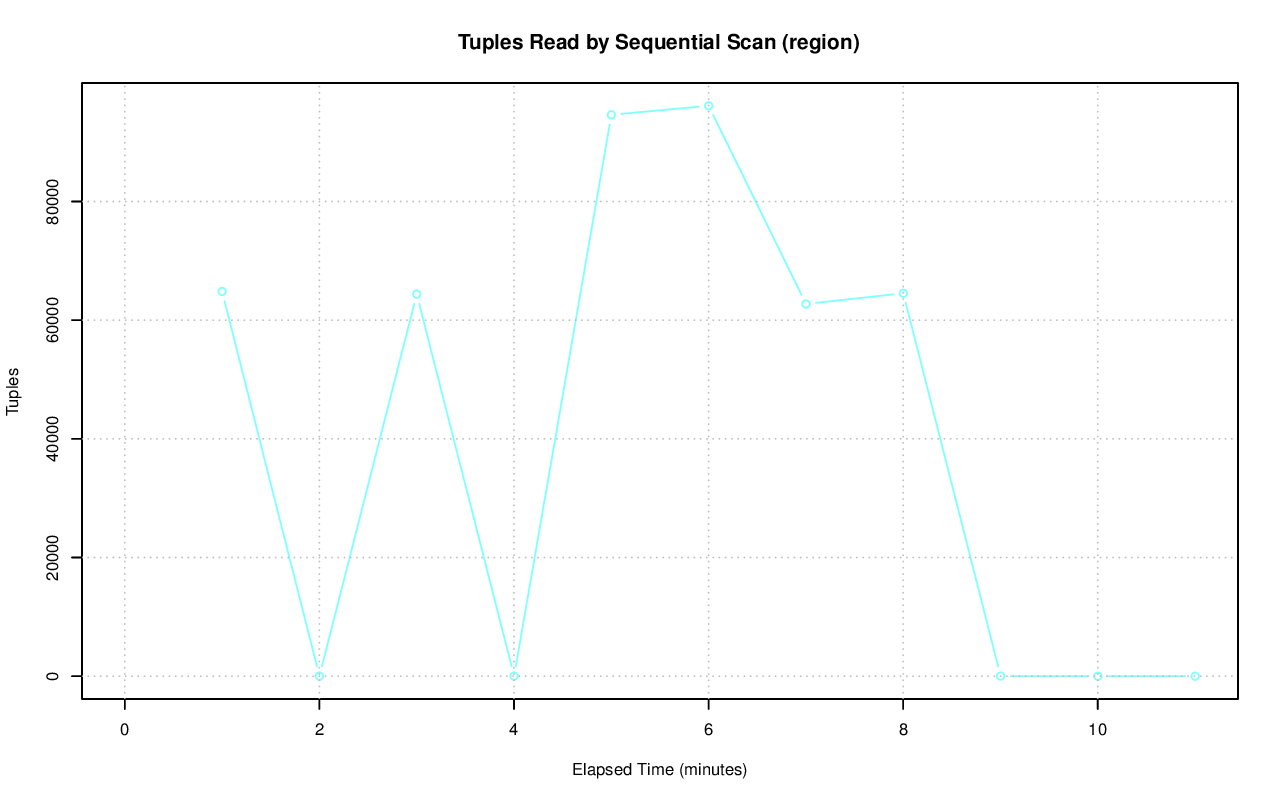 Tuples Read by Sequential Scan (region)
80000
60000
40000
20000
0
Tuples
0 2 4 6 8 10
Elapsed Time (minutes)